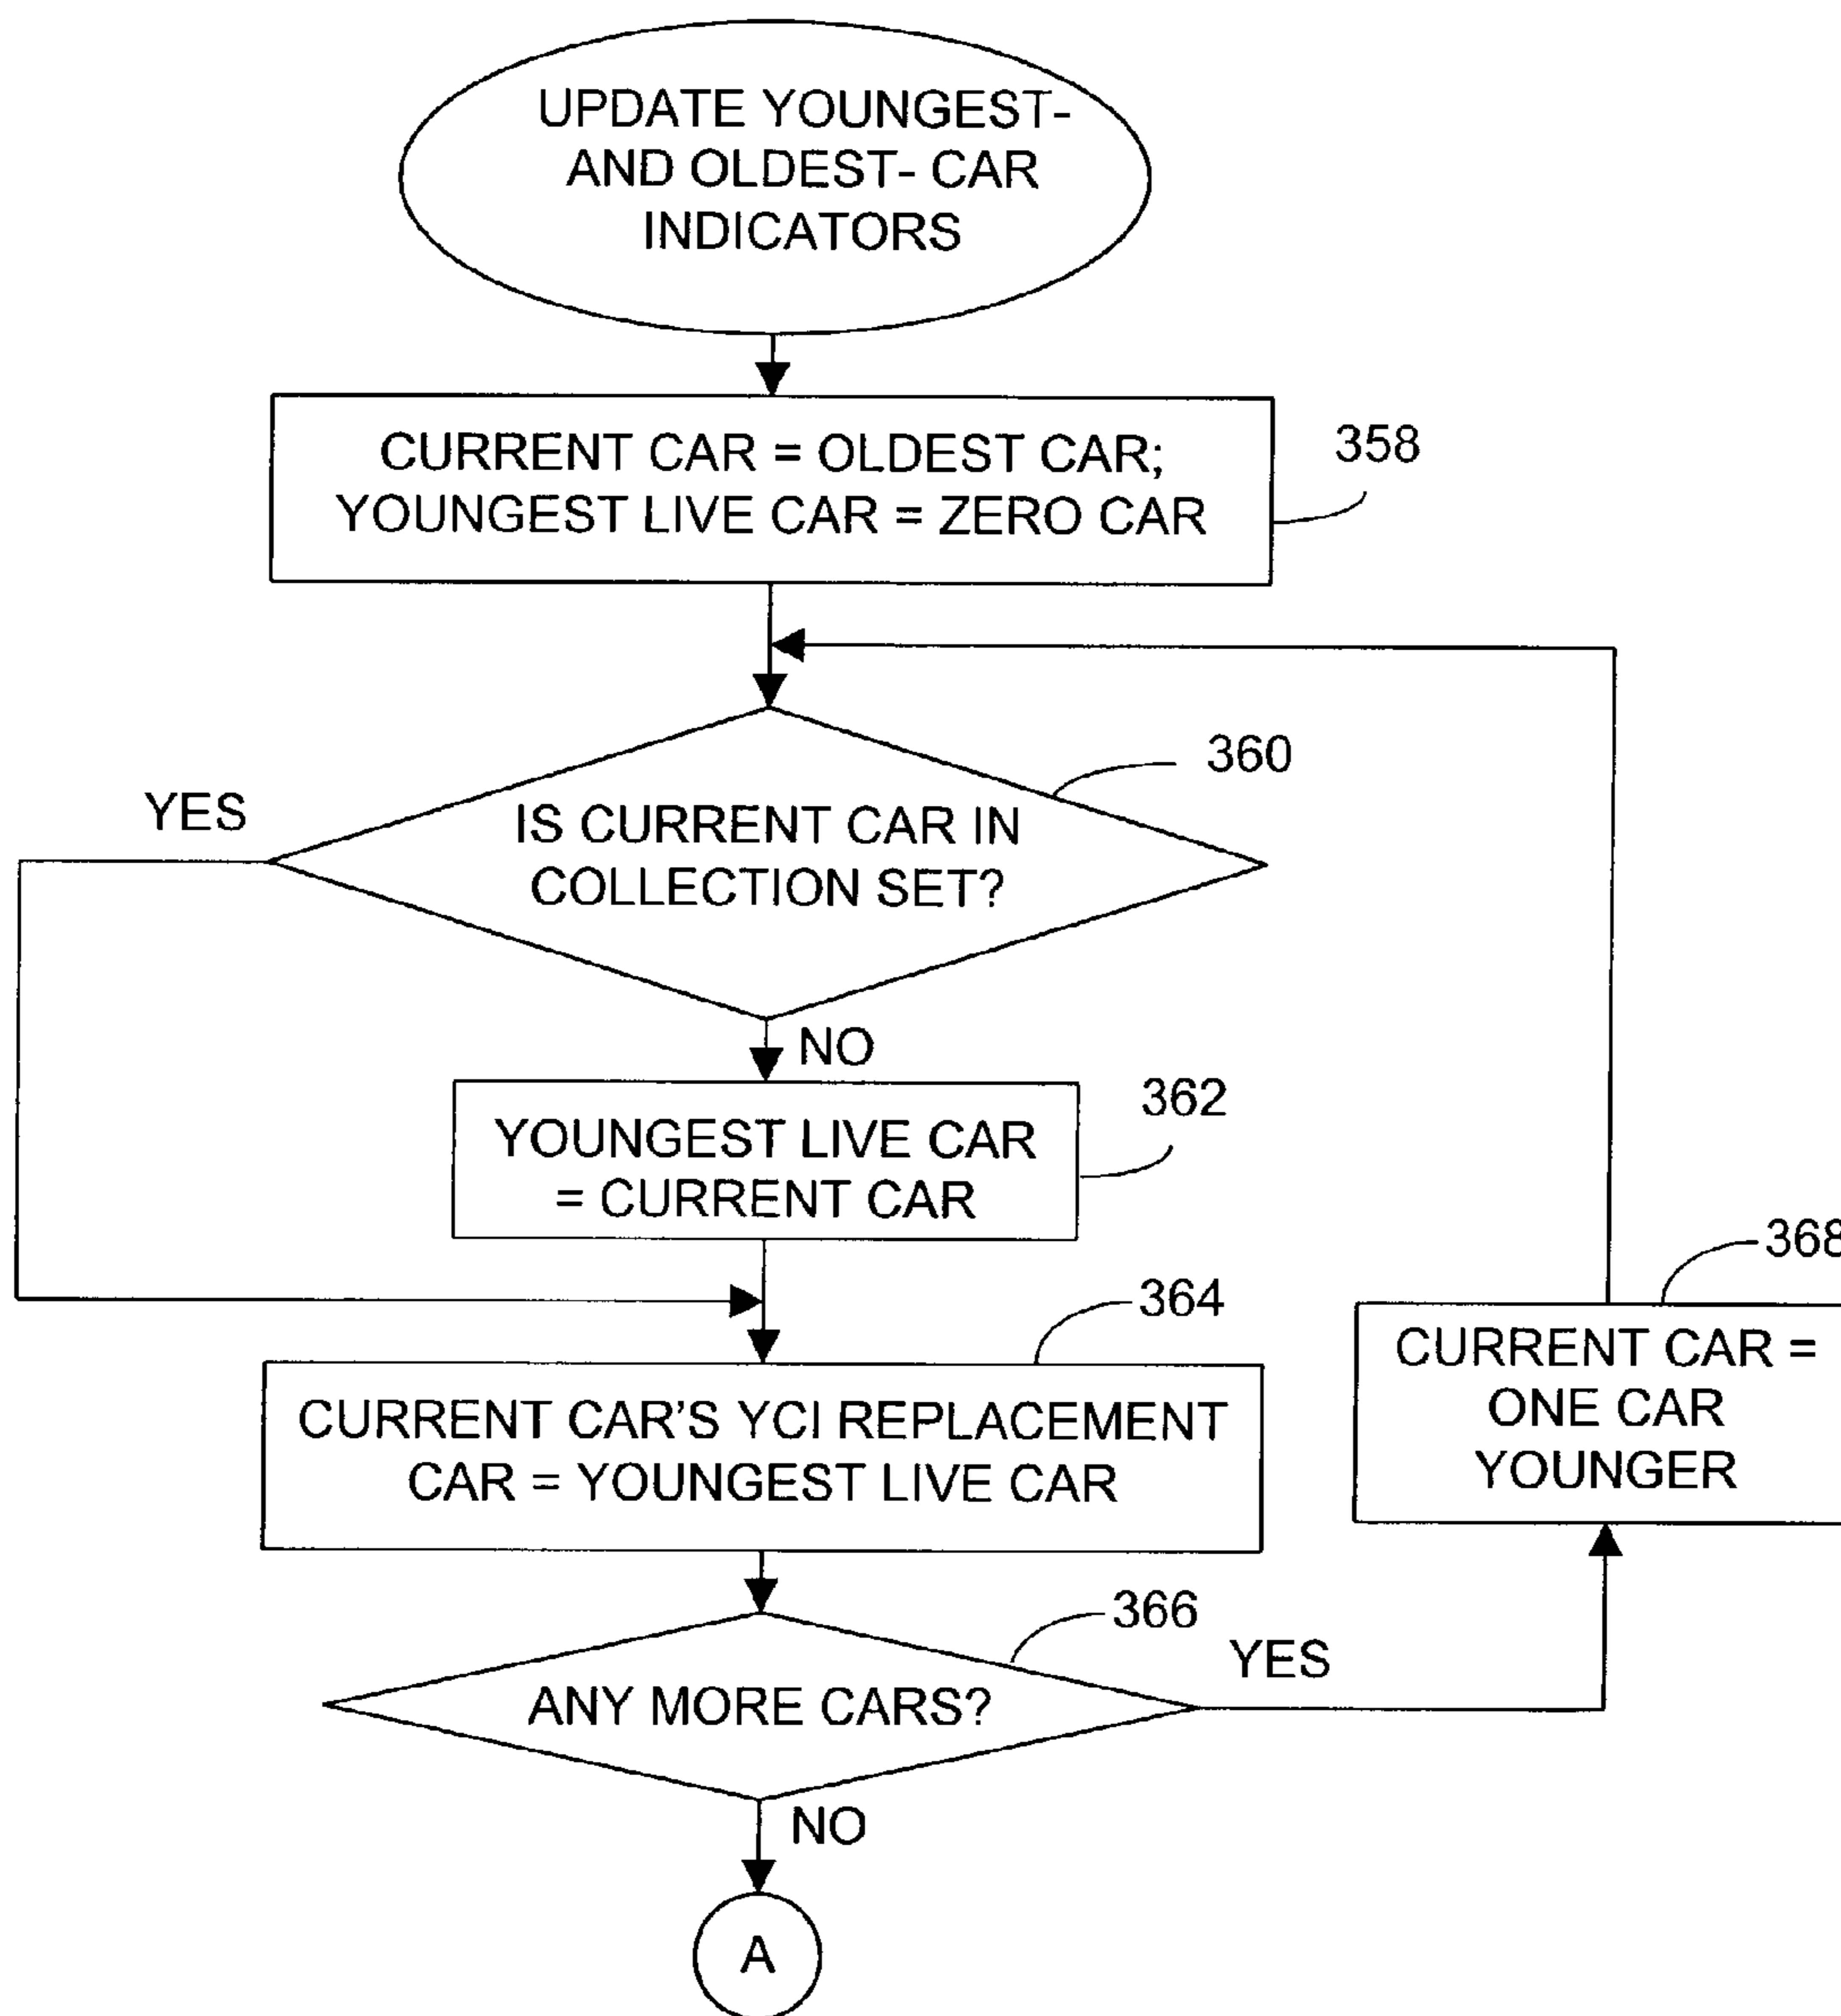 UPDATE YOUNGEST-
AND OLDEST- CAR
INDICATORS
CURRENT CAR = OLDEST CAR;
YOUNGEST LIVE CAR = ZERO CAR
358
360
YES
IS CURRENT CAR IN
COLLECTION SET?
NO
362
YOUNGEST LIVE CAR
= CURRENT CAR
368
364
CURRENT CAR =
ONE CAR
YOUNGER
CURRENT CAR'S YCI REPLACEMENT
CAR = YOUNGEST LIVE CAR
366
YES
ANY MORE CARS?
NO
A